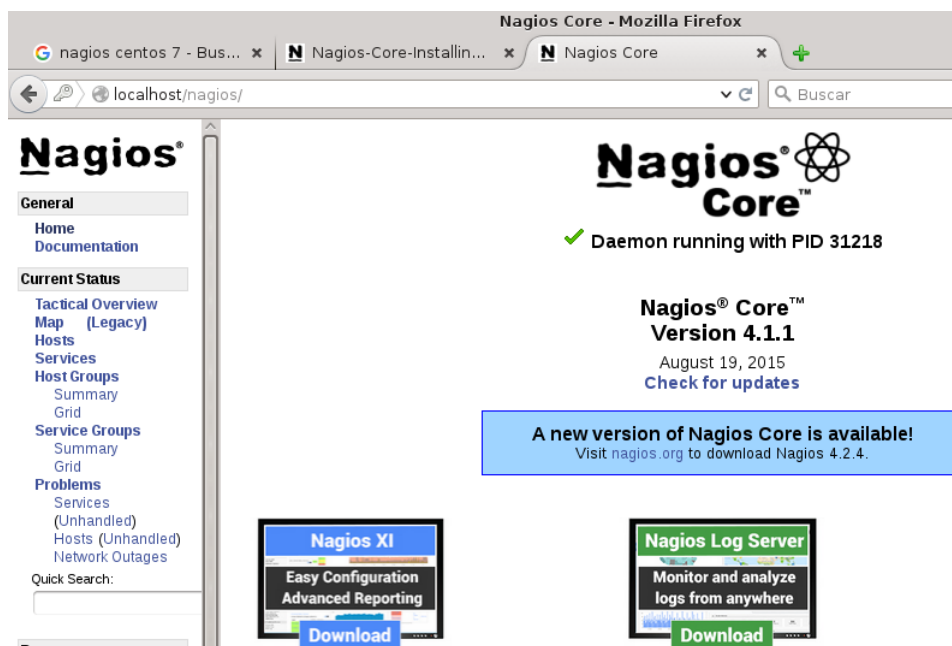 Nagios Core - Mozilla Firefox
nagios centos 7 - Bus...
Nagios-Core-Installin...
Nagios Core
localhost/nagios/
Buscar
Nagios®
General
Home
Documentation
Current Status
Tactical Overview
Map (Legacy)
Hosts
Services
Host Groups
Summary
Grid
Service Groups
Summary
Grid
Problems
Services
(Unhandled)
Hosts (Unhandled)
Network Outages
Quick Search:
Nagios®
Core™
Daemon running with PID 31218
Nagios® Core™
Version 4.1.1
August 19, 2015
Check for updates
A new version of Nagios Core is available!
Visit nagios.org to download Nagios 4.2.4.
Nagios XI
Easy Configuration
Advanced Reporting
Download
Nagios Log Server
Monitor and analyze
logs from anywhere
Download